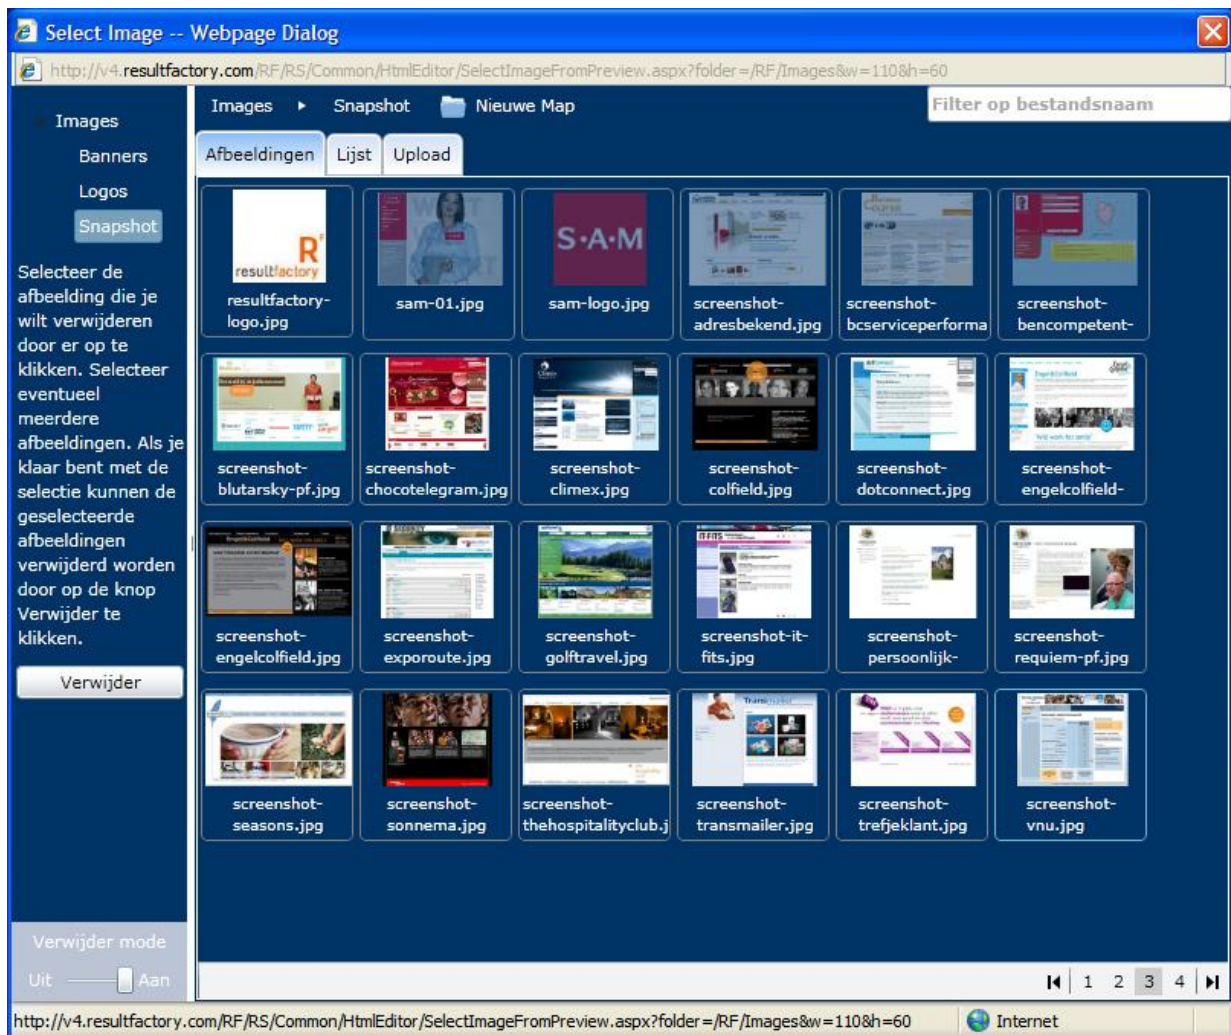 Select Image -- Webpage Dialog
http://v4.resultfactory.com/RF/RS/Common/HtmlEditor/SelectImageFromPreview.aspx?folder=/RF/Images&w=110&h=60
Images
Banners
Logos
Snapshot
Selecteer de
afbeelding die je
wilt verwijderen
door er op te
klikken. Selecteer
eventueel
meerdere
afbeeldingen. Als je
klaar bent met de
selectie kunnen de
geselecteerde
afbeeldingen
verwijderd worden
door op de knop
Verwijder te
klikken.
Verwijder
Verwijder mode
Uit Aan
Images Snapshot Nieuwe Map
Filter op bestandsnaam
Afbeeldingen Lijst Upload
R
resultfactory
resultfactory-
logo.jpg
sam-01.jpg
S·A·M
sam-logo.jpg
screenshot-
adresbekend.jpg
screenshot-
bcserviceperforma
screenshot-
bencompetent-
screenshot-
blutarsky-pf.jpg
screenshot-
chocotelegram.jpg
screenshot-
climex.jpg
screenshot-
colfield.jpg
screenshot-
dotconnect.jpg
screenshot-
engelcolfield-
screenshot-
engelcolfield.jpg
screenshot-
exporoute.jpg
screenshot-
golftravel.jpg
IT-FITS
screenshot-it-
fits.jpg
screenshot-
persoonlijk-
screenshot-
requiem-pf.jpg
screenshot-
seasons.jpg
screenshot-
sonnema.jpg
screenshot-
thehospitalityclub.j
screenshot-
transmailer.jpg
screenshot-
trefjeklant.jpg
screenshot-
vnu.jpg
1 2 3 4
http://v4.resultfactory.com/RF/RS/Common/HtmlEditor/SelectImageFromPreview.aspx?folder=/RF/Images&w=110&h=60
Internet